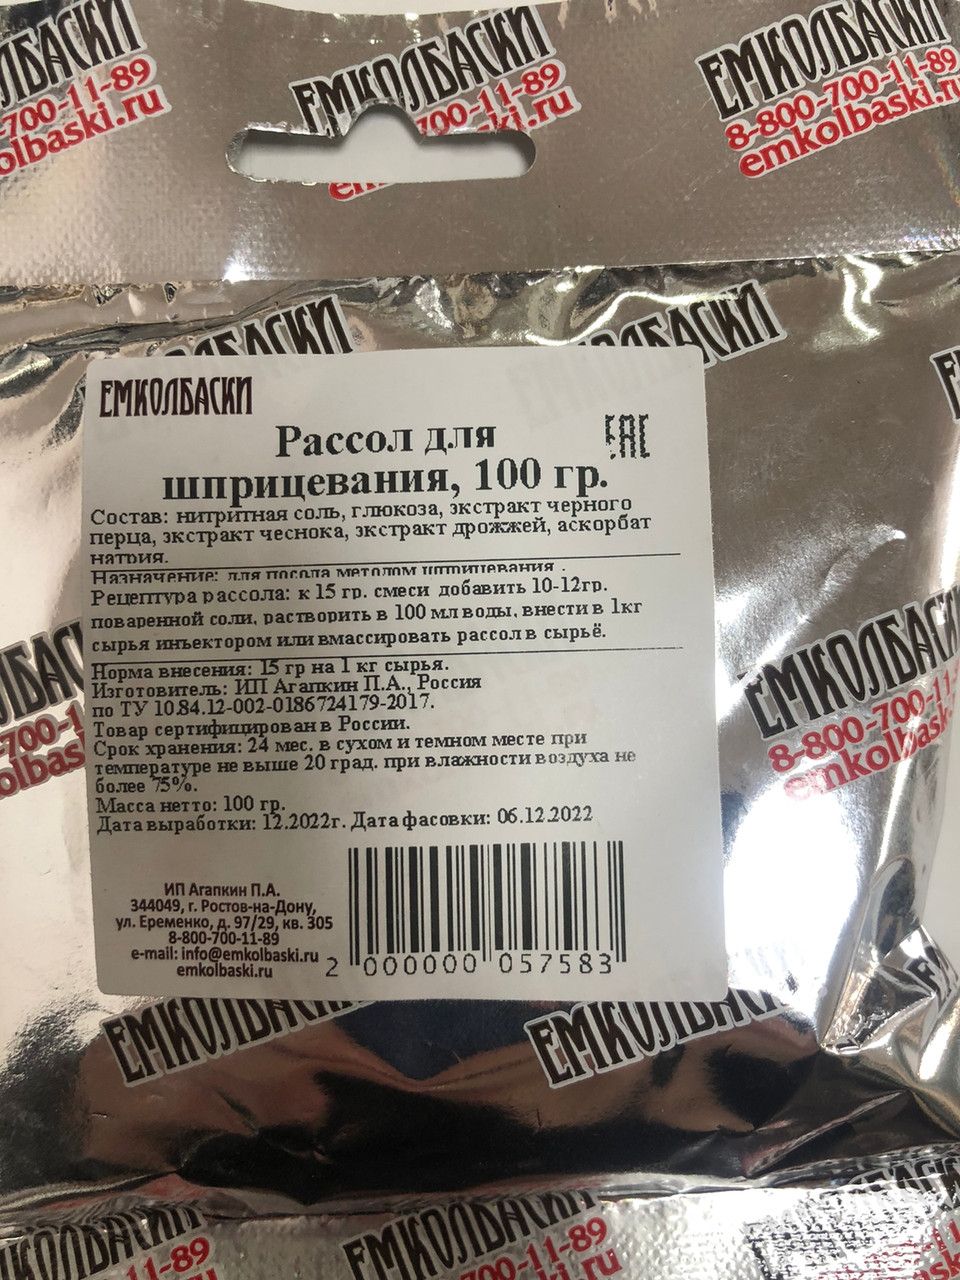 ЕМКОЛБАСКИ
8-800-700-11-89
emkolbaski.ru
ЕМКОЛБАСКИ
Рассол для
шприцевания, 100 гр.
EAC
Состав: нитритная соль, глюкоза, экстракт черного
перца, экстракт чеснока, экстракт дрожжей, аскорбат
натрия.
Назначение: для посола методом шприцевания .
Рецептура рассола: к 15 гр. смеси добавить 10-12гр.
поваренной соли, растворить в 100 мл воды, внести в 1кг
сырья инъектором или вмассировать рассол в сырьё.
Норма внесения: 15 гр на 1 кг сырья.
Изготовитель: ИП Агапкин П.А., Россия
по ТУ 10.84.12-002-0186724179-2017.
Товар сертифицирован в России.
Срок хранения: 24 мес. в сухом и темном месте при
температуре не выше 20 град. при влажности воздуха не
более 75%.
Масса нетто: 100 гр.
Дата выработки: 12.2022г. Дата фасовки: 06.12.2022
ИП Агапкин П.А.
344049, г. Ростов-на-Дону,
ул. Еременко, д. 97/29, кв. 305
8-800-700-11-89
e-mail: info@emkolbaski.ru
emkolbaski.ru
2 000000 057583
ЕМКОЛБАСКИ
8-800-700-11-
emkolba
ЕМКОЛБАСКИ
ЕМКОЛБАСКИ
ЕМКОЛБАСКИ
700-11-89